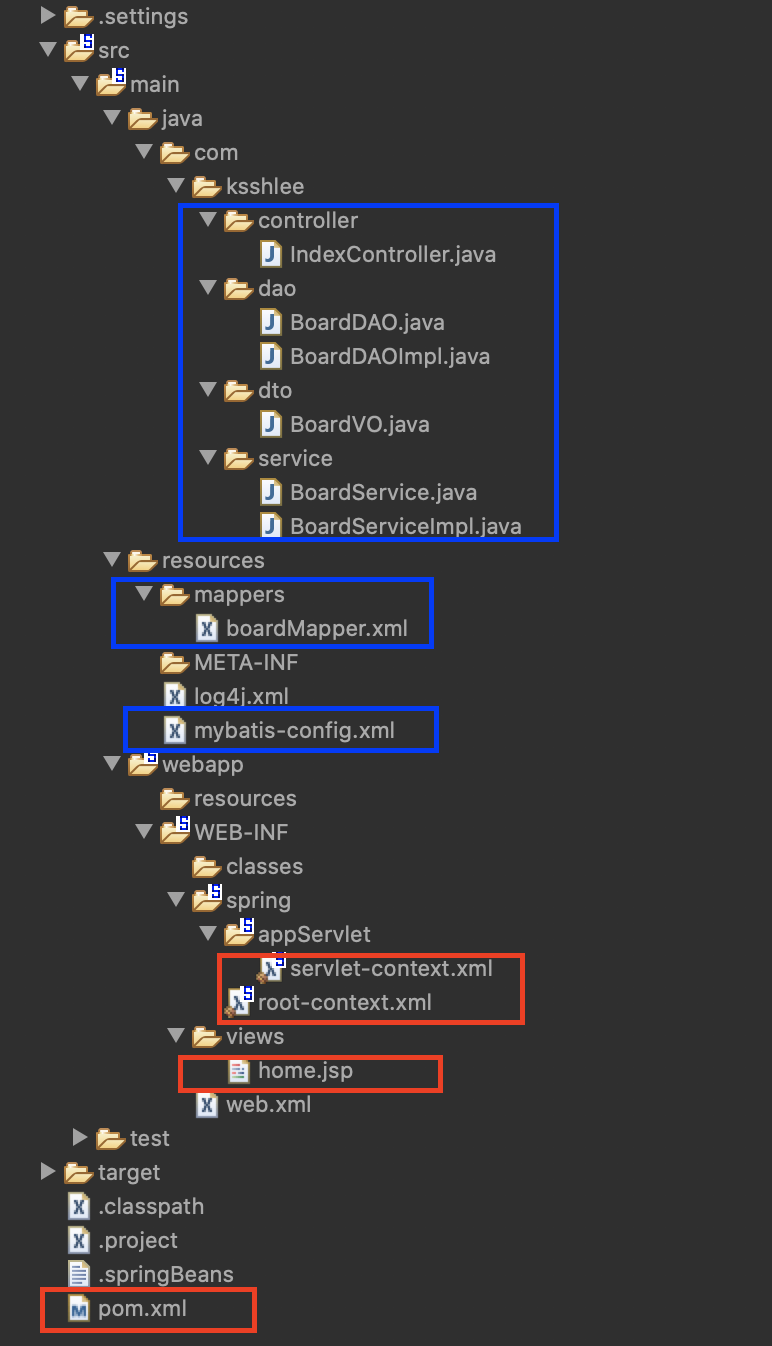 .settings
src
main
java
com
ksshlee
controller
IndexController.java
dao
BoardDAO.java
BoardDAOImpl.java
dto
BoardVO.java
service
BoardService.java
BoardServiceImpl.java
resources
mappers
boardMapper.xml
META-INF
log4j.xml
mybatis-config.xml
webapp
resources
WEB-INF
classes
spring
appServlet
servlet-context.xml
root-context.xml
views
home.jsp
web.xml
test
target
.classpath
.project
.springBeans
pom.xml